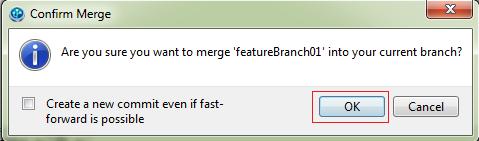 Confirm Merge
Are you sure you want to merge 'featureBranch01' into your current branch?
Create a new commit even if fast-
forward is possible
OK
Cancel